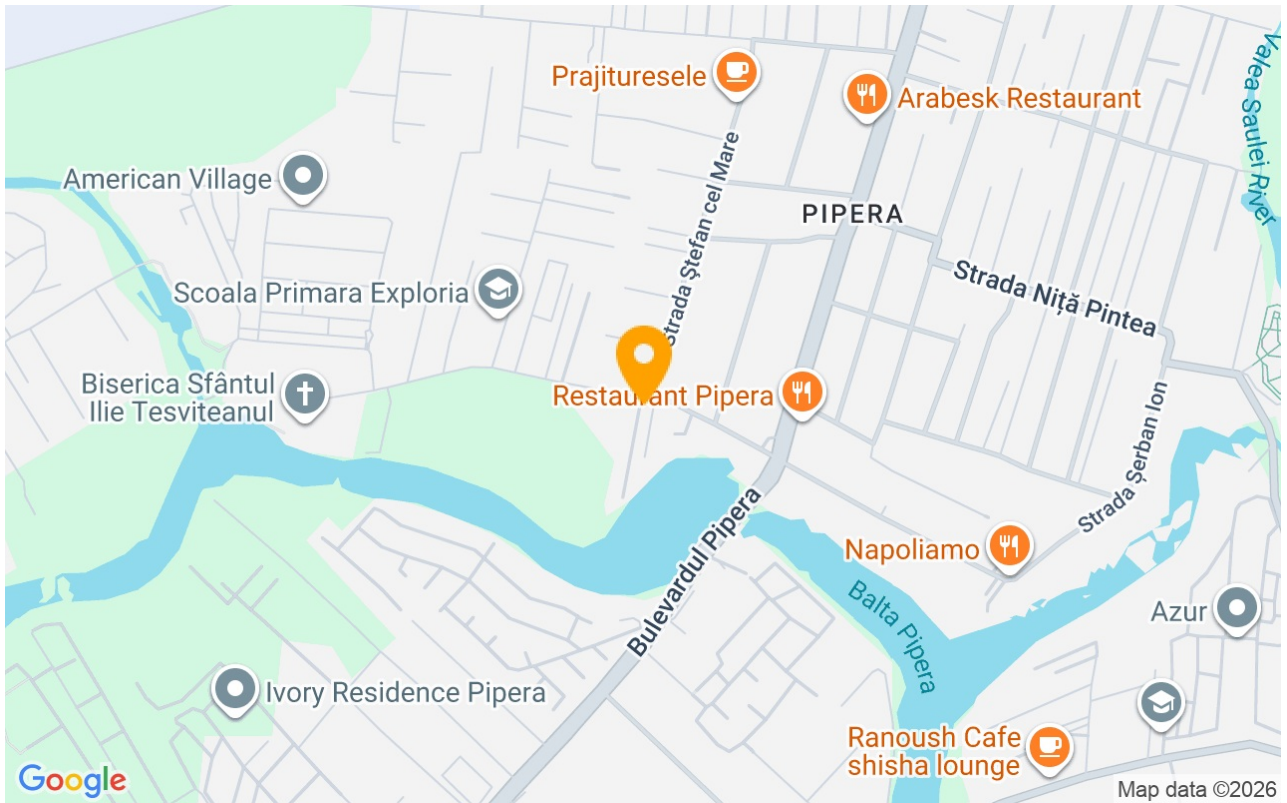 Prajituresele
Arabesk Restaurant
Valea Saulei River
American Village
Strada Ștefan cel Mare
PIPERA
Scoala Primara Exploria
Strada Niță Pintea
Biserica Sfântul
Ilie Tesviteanul
Restaurant Pipera
Strada Șerban Ion
Bulevardul Pipera
Napoliamo
Balta Pipera
Azur
Ivory Residence Pipera
Ranoush Cafe
shisha lounge
Google
Map data ©2026